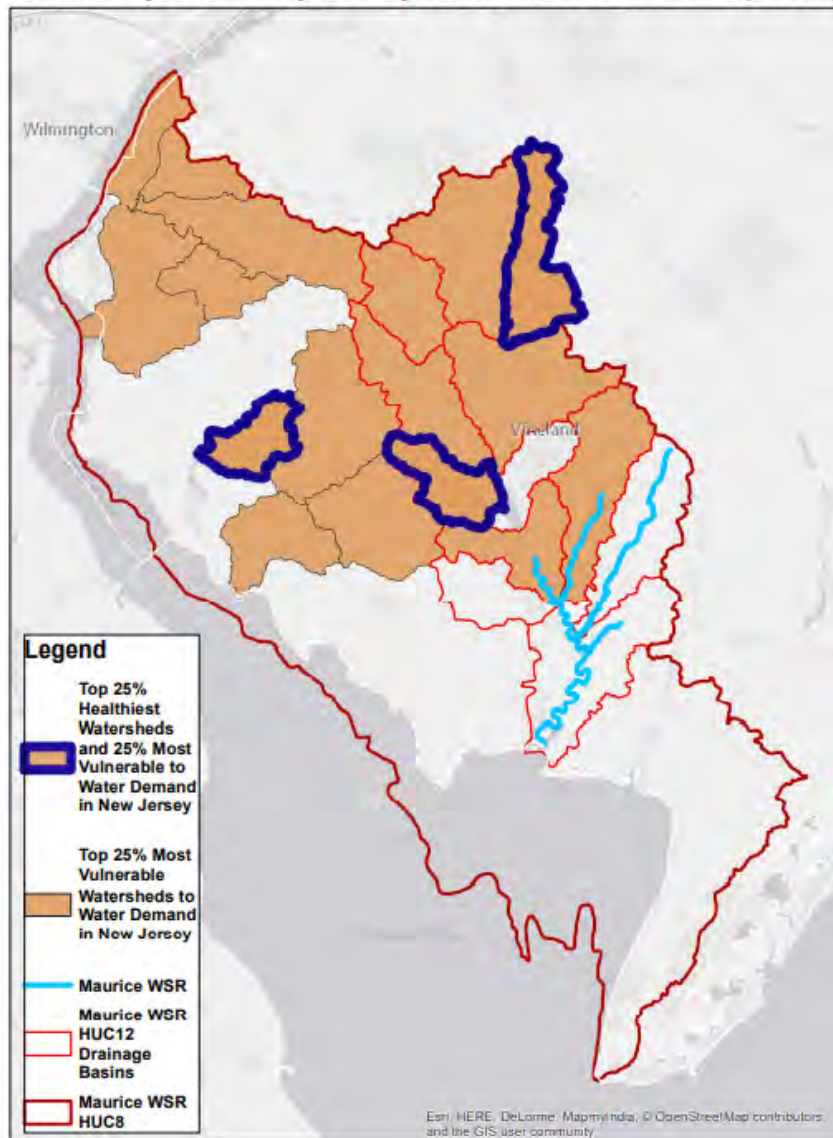 Wilmington
Vineland
Legend
Top 25%
Healthiest
Watersheds
and 25% Most
Vulnerable to
Water Demand
in New Jersey
Top 25% Most
Vulnerable
Watersheds to
Water Demand
in New Jersey
Maurice WSR
Maurice WSR
HUC12
Drainage
Basins
Maurice WSR
HUC8
Esri, HERE, DeLorme, MapmyIndia, © OpenStreetMap contributors,
and the GIS user community